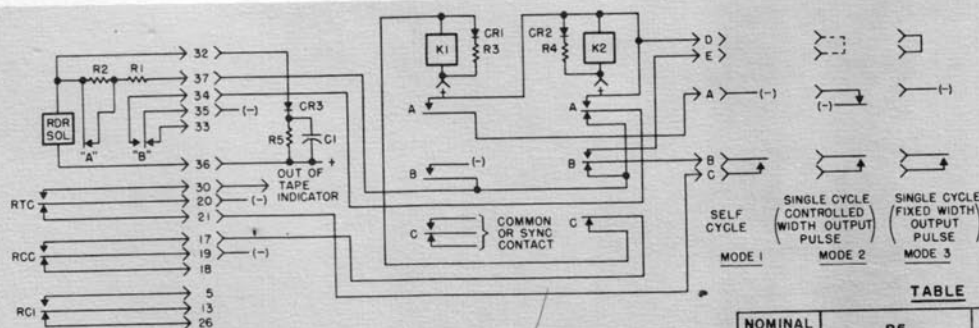 32
R2
R1
37
34
35
(-)
33
RDR
SOL
"A"
"B"
36
CR3
R5
C1
+
OUT OF
TAPE
INDICATOR
RTC
30
20
(-)
21
RCC
17
19
(-)
18
RCI
5
13
26
K1
CR1
R3
+
CR2
R4
K2
+
A
A
(-)
B
B
C
COMMON
OR SYNC
CONTACT
C
D
E
A
(-)
B
C
(-)
(-)
SELF
CYCLE
MODE 1
SINGLE CYCLE
(CONTROLLED
WIDTH OUTPUT
PULSE)
MODE 2
SINGLE CYCLE
(FIXED WIDTH
OUTPUT
PULSE)
MODE 3
TABLE
NOMINAL